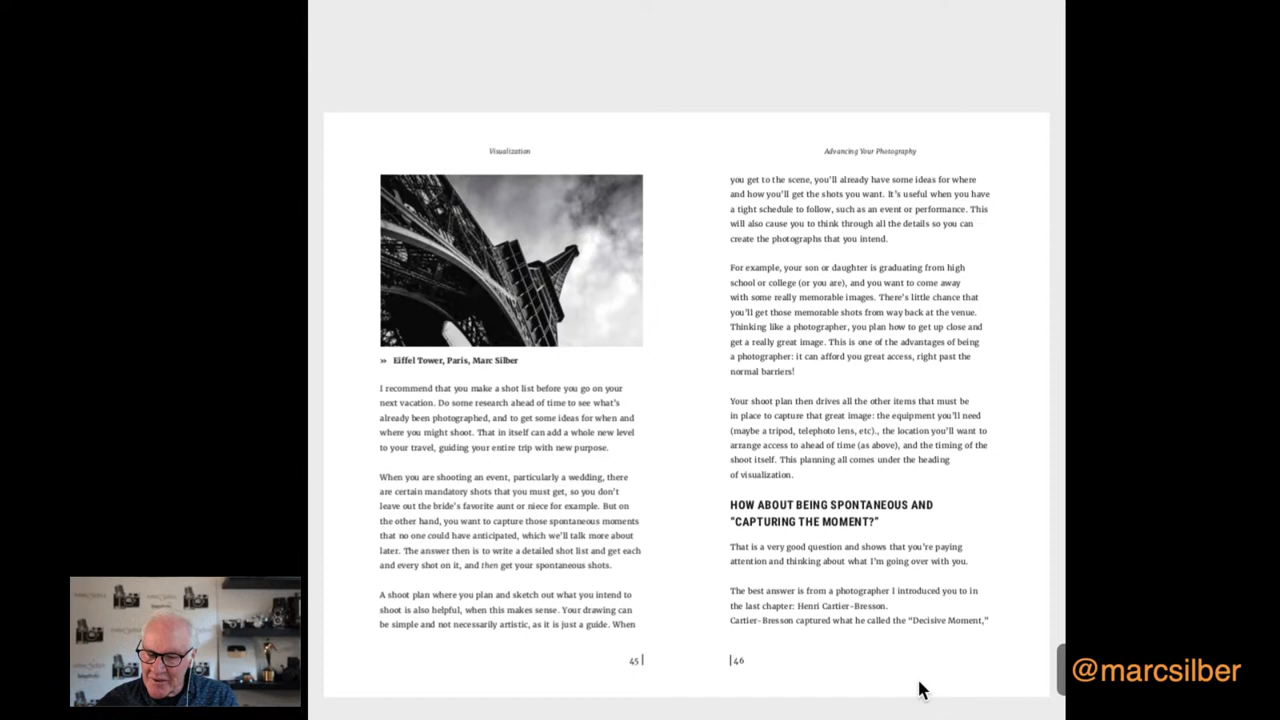 Visualization
» Eiffel Tower, Paris, Marc Silber
I recommend that you make a shot list before you go on your
next vacation. Do some research ahead of time to see what's
already been photographed, and to get some ideas for when and
where you might shoot. That in itself can add a whole new level
to your travel, guiding your entire trip with new purpose.
When you are shooting an event, particularly a wedding, there
are certain mandatory shots that you must get, so you don't
leave out the bride's favorite aunt or niece for example. But on
the other hand, you want to capture those spontaneous moments
that no one could have anticipated, which we'll talk more about
later. The answer then is to write a detailed shot list and get each
and every shot on it, and then get your spontaneous shots.
A shoot plan where you plan and sketch out what you intend to
shoot is also helpful, when this makes sense. Your drawing can
be simple and not necessarily artistic, as it is just a guide. When
45
Advancing Your Photography
you get to the scene, you'll already have some ideas for where
and how you'll get the shots you want. It's useful when you have
a tight schedule to follow, such as an event or performance. This
will also cause you to think through all the details so you can
create the photographs that you intend.
For example, your son or daughter is graduating from high
school or college (or you are), and you want to come away
with some really memorable images. There's little chance that
you'll get those memorable shots from way back at the venue.
Thinking like a photographer, you plan how to get up close and
get a really great image. This is one of the advantages of being
a photographer: it can afford you great access, right past the
normal barriers!
Your shoot plan then drives all the other items that must be
in place to capture that great image: the equipment you'll need
(maybe a tripod, telephoto lens, etc)., the location you'll want to
arrange access to ahead of time (as above), and the timing of the
shoot itself. This planning all comes under the heading
of visualization.
HOW ABOUT BEING SPONTANEOUS AND
"CAPTURING THE MOMENT?"
That is a very good question and shows that you're paying
attention and thinking about what I'm going over with you.
The best answer is from a photographer I introduced you to in
the last chapter: Henri Cartier-Bresson.
Cartier-Bresson captured what he called the "Decisive Moment,"
46
@marcsilber